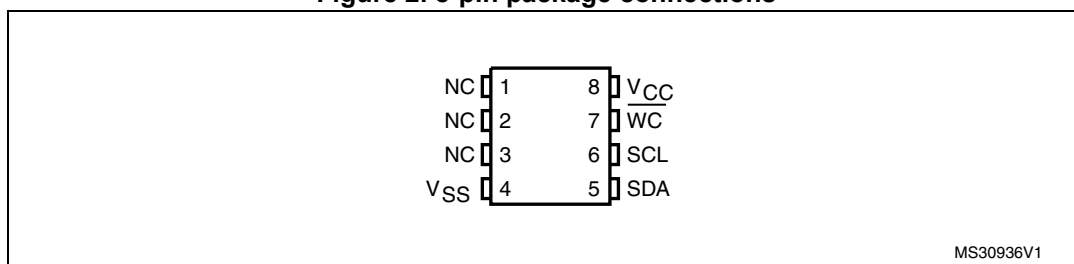 Figure 2. 8-pin package connections
NC 1 8 VCC
NC 2 7 WC
NC 3 6 SCL
VSS 4 5 SDA
MS30936V1